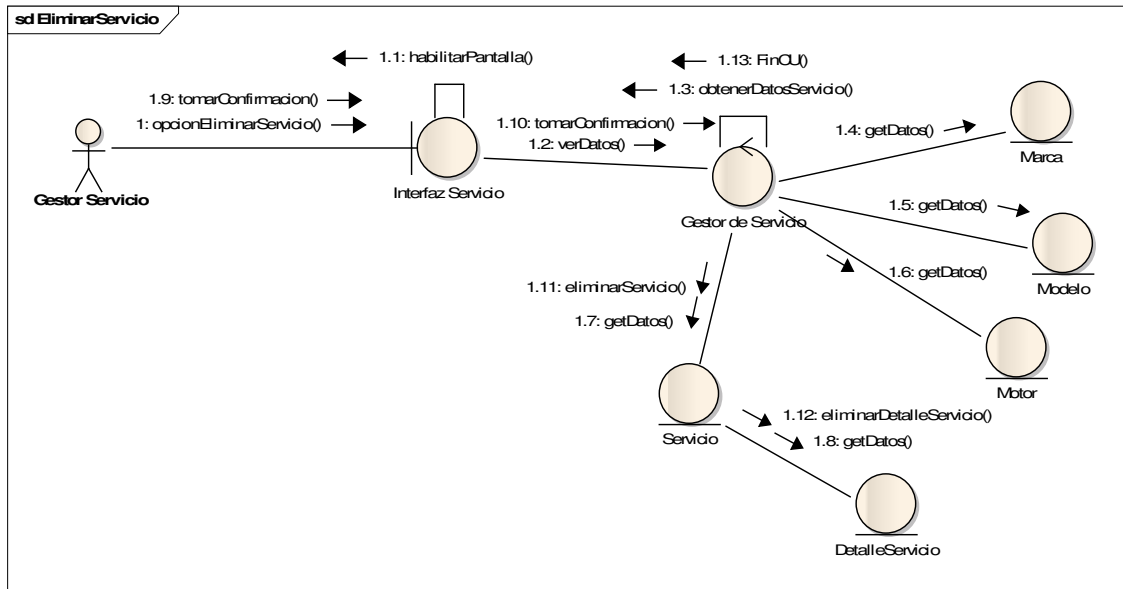 sd EliminarServicio
1.1: habilitarPantalla()
1.13: FinCU()
1.9: tomarConfirmacion()
1.3: obtenerDatosServicio()
1: opcionEliminarServicio()
1.10: tomarConfirmacion()
1.2: verDatos()
1.4: getDatos()
Marca
Gestor Servicio
Interfaz Servicio
Gestor de Servicio
1.5: getDatos()
1.6: getDatos()
Modelo
1.11: eliminarServicio()
1.7: getDatos()
Motor
1.12: eliminarDetalleServicio()
Servicio
1.8: getDatos()
DetalleServicio